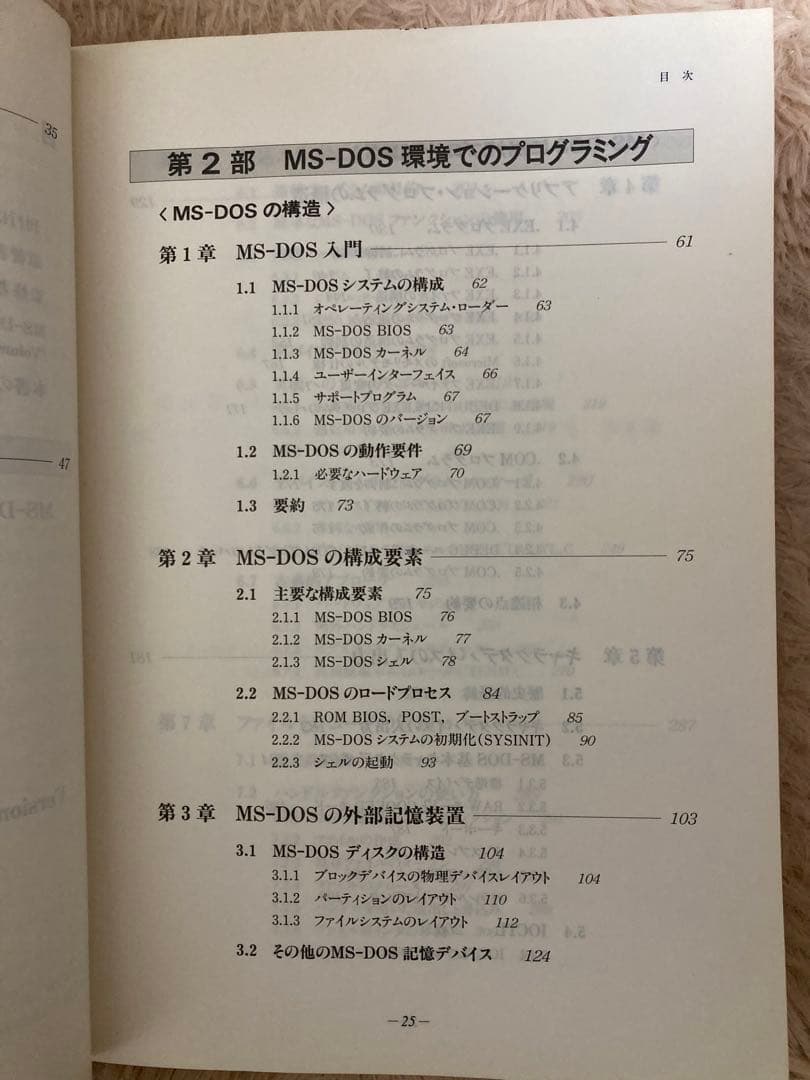 35
47
目 次
第2部 MS-DOS 環境でのプログラミング
〈MS-DOS の構造〉
第1章 MS-DOS 入門 61
1.1 MS-DOS システムの構成 62
1.1.1 オペレーティングシステム・ローダー 63
1.1.2 MS-DOS BIOS 63
1.1.3 MS-DOS カーネル 64
1.1.4 ユーザーインターフェイス 66
1.1.5 サポートプログラム 67
1.1.6 MS-DOS のバージョン 67
1.2 MS-DOS の動作要件 69
1.2.1 必要なハードウェア 70
1.3 要約 73
第2章 MS-DOS の構成要素 75
2.1 主要な構成要素 75
2.1.1 MS-DOS BIOS 76
2.1.2 MS-DOS カーネル 77
2.1.3 MS-DOS シェル 78
2.2 MS-DOS のロードプロセス 84
2.2.1 ROM BIOS, POST, ブートストラップ 85
2.2.2 MS-DOS システムの初期化(SYSINIT) 90
2.2.3 シェルの起動 93
第3章 MS-DOS の外部記憶装置 103
3.1 MS-DOS ディスクの構造 104
3.1.1 ブロックデバイスの物理デバイスレイアウト 104
3.1.2 パーティションのレイアウト 110
3.1.3 ファイルシステムのレイアウト 112
3.2 その他のMS-DOS 記憶デバイス 124
―25―